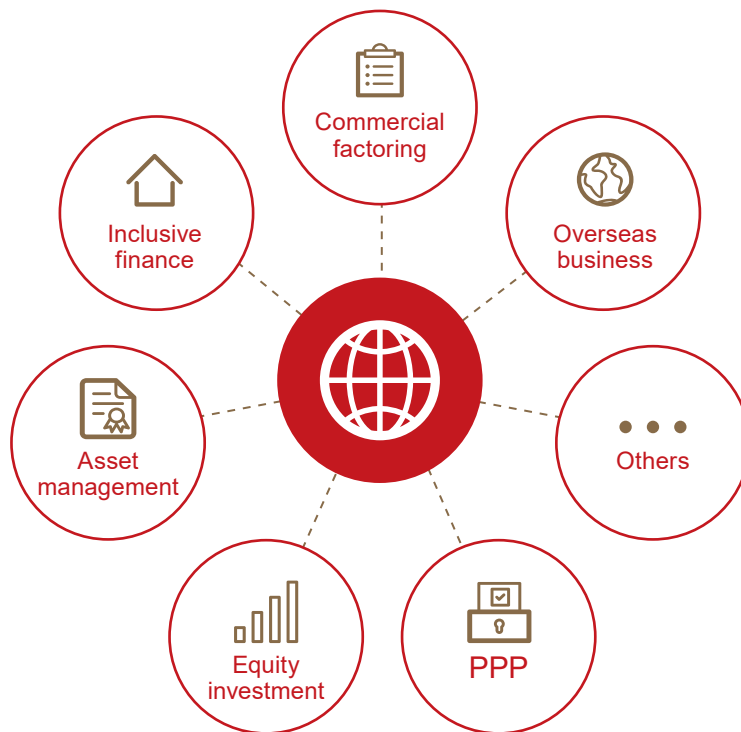 Commercial
factoring
Inclusive
finance
Overseas
business
Asset
management
Others
Equity
investment
PPP